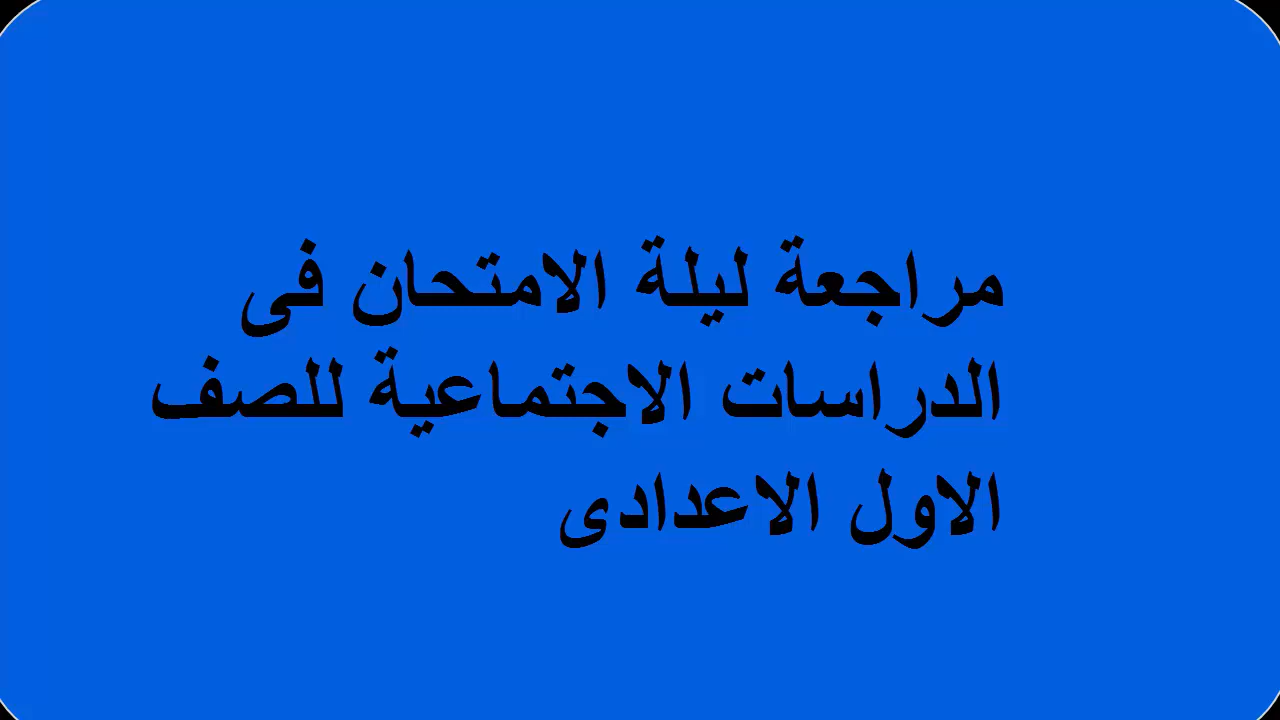 مراجعة ليلة الامتحان فى
الدراسات الاجتماعية للصف
الاول الاعدادى